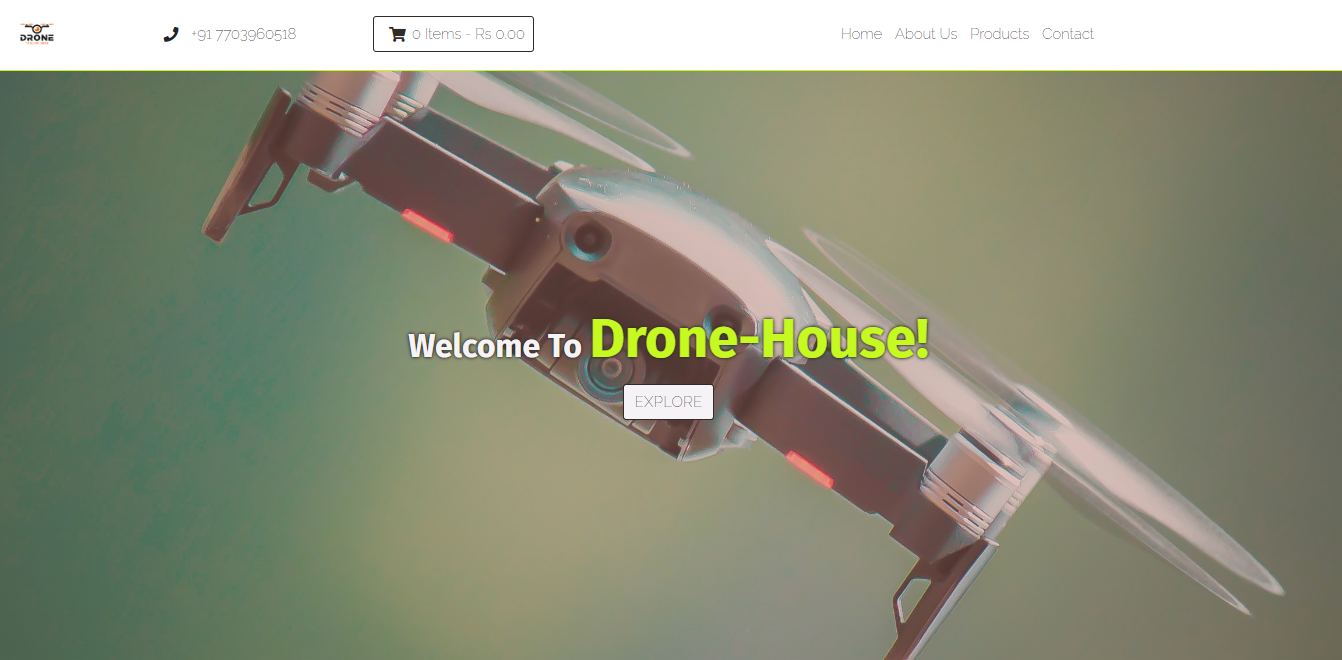 DRONE
+91 7703960518
0 Items - Rs 0.00
Home About Us Products Contact
Welcome To Drone-House!
EXPLORE